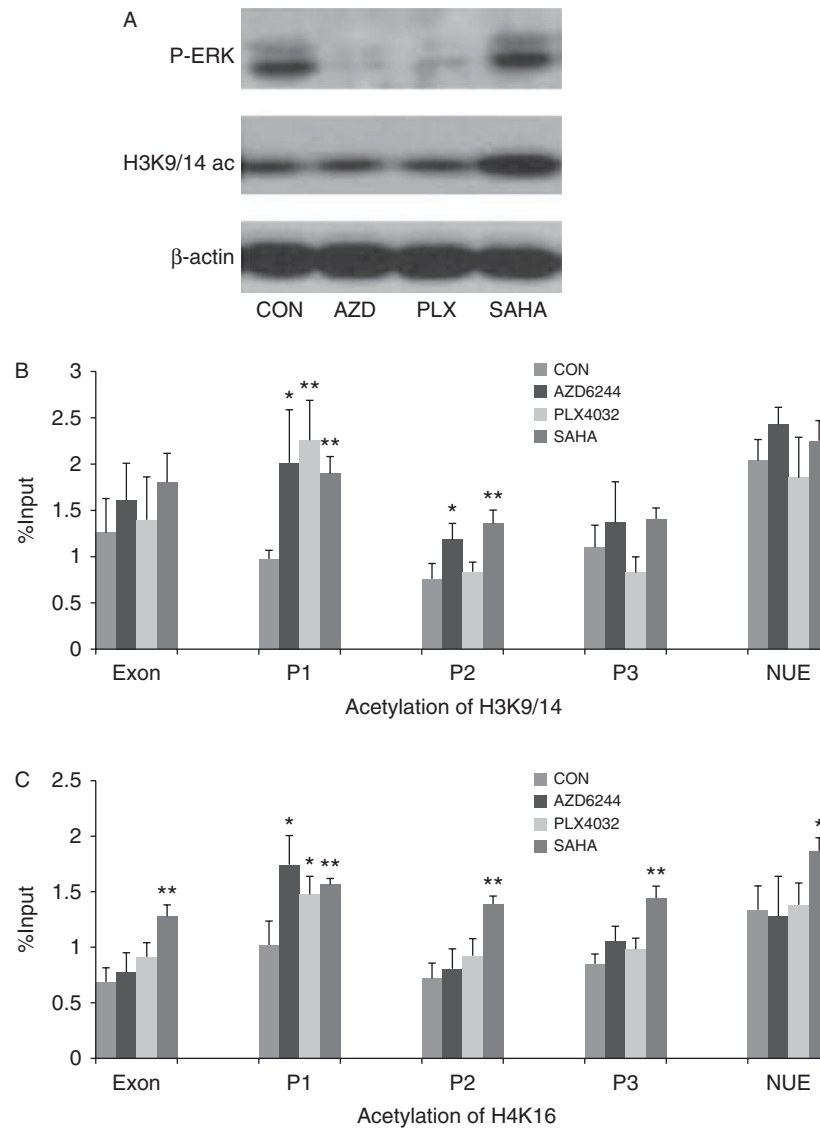 A
P-ERK
H3K9/14 ac
β-actin
CON AZD PLX SAHA
B
3
2.5
2
1.5
1
0.5
0
%Input
CON
AZD6244
PLX4032
SAHA
* ** **
* **
Exon P1 P2 P3 NUE
Acetylation of H3K9/14
C
2.5
2
1.5
1
0.5
0
%Input
CON
AZD6244
PLX4032
SAHA
**
* * **
**
**
*
Exon P1 P2 P3 NUE
Acetylation of H4K16